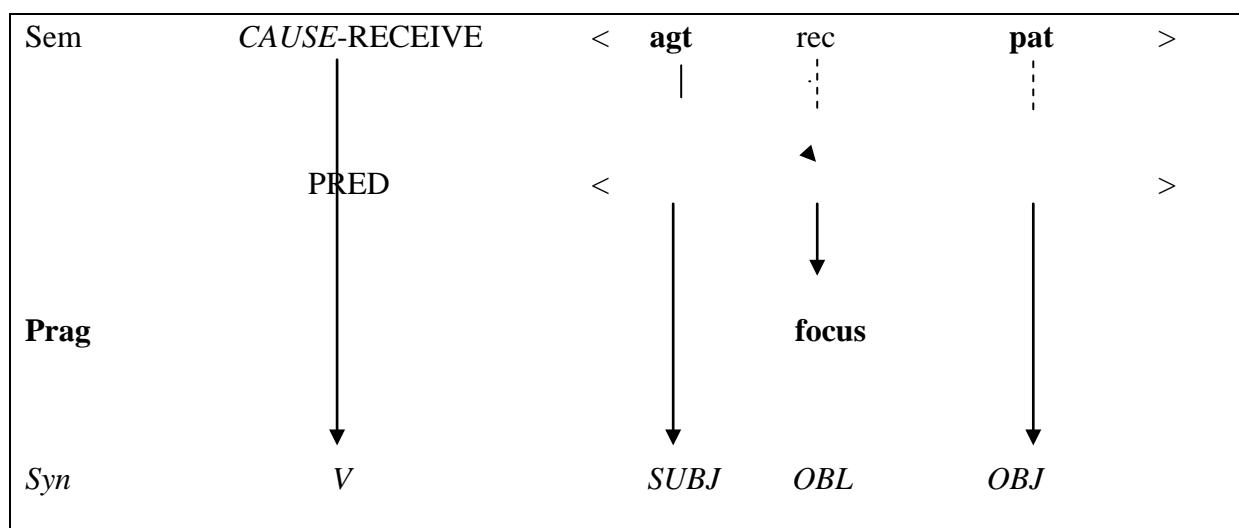 Sem CAUSE-RECEIVE < agt rec pat >
PRED < >
Prag focus
Syn V SUBJ OBL OBJ